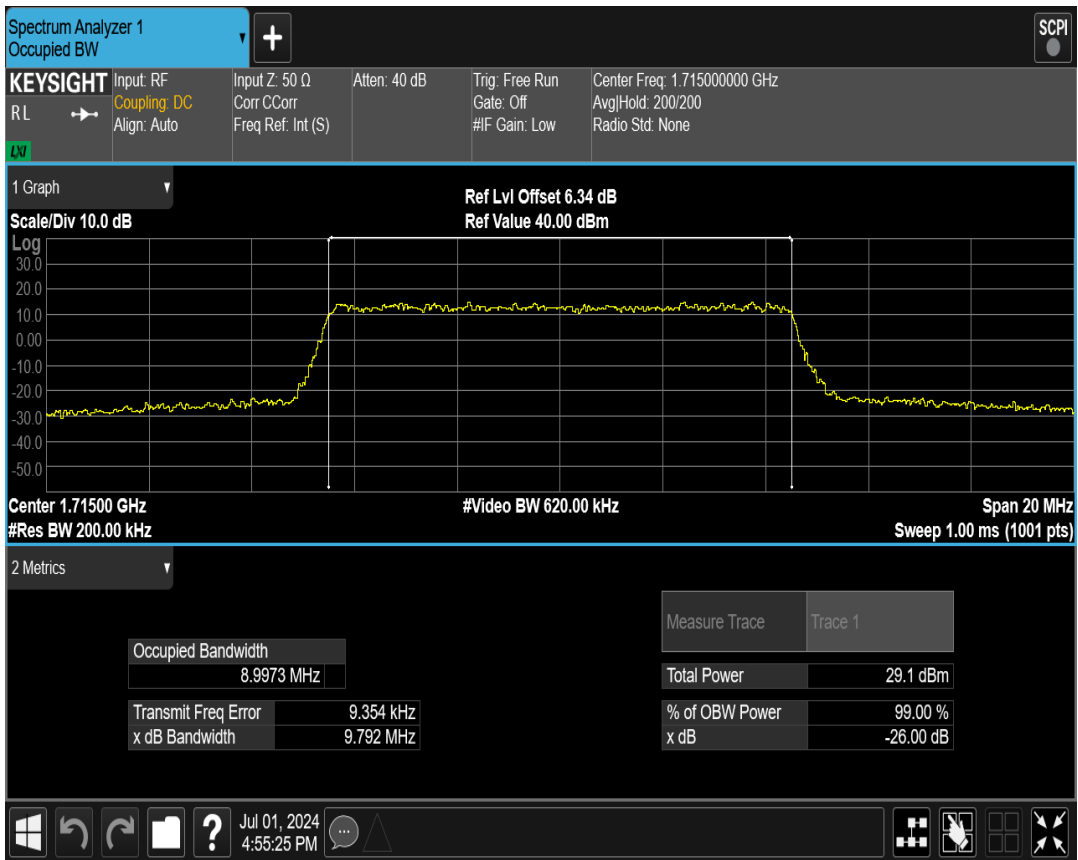 Spectrum Analyzer 1
Occupied BW
+
SCPI
KEYSIGHT
RL
LXI
Input: RF
Coupling: DC
Align: Auto
Input Z: 50 Ω
Corr CCorr
Freq Ref: Int (S)
Atten: 40 dB
Trig: Free Run
Gate: Off
#IF Gain: Low
Center Freq: 1.715000000 GHz
Avg|Hold: 200/200
Radio Std: None
1 Graph
Scale/Div 10.0 dB
Ref Lvl Offset 6.34 dB
Ref Value 40.00 dBm
Log
30.0
20.0
10.0
0.00
-10.0
-20.0
-30.0
-40.0
-50.0
Center 1.71500 GHz
#Video BW 620.00 kHz
Span 20 MHz
#Res BW 200.00 kHz
Sweep 1.00 ms (1001 pts)
2 Metrics
Occupied Bandwidth
8.9973 MHz
Transmit Freq Error 9.354 kHz
x dB Bandwidth 9.792 MHz
Measure Trace Trace 1
Total Power 29.1 dBm
% of OBW Power 99.00 %
x dB -26.00 dB
?
Jul 01, 2024
4:55:25 PM